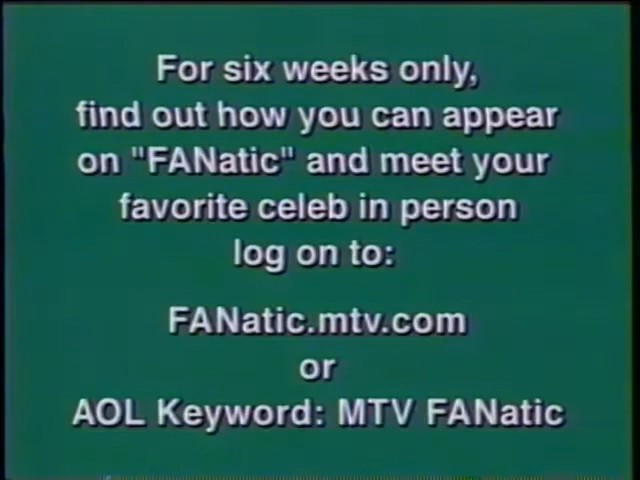 For six weeks only,
find out how you can appear
on "FANatic" and meet your
favorite celeb in person
log on to:
FANatic.mtv.com
or
AOL Keyword: MTV FANatic